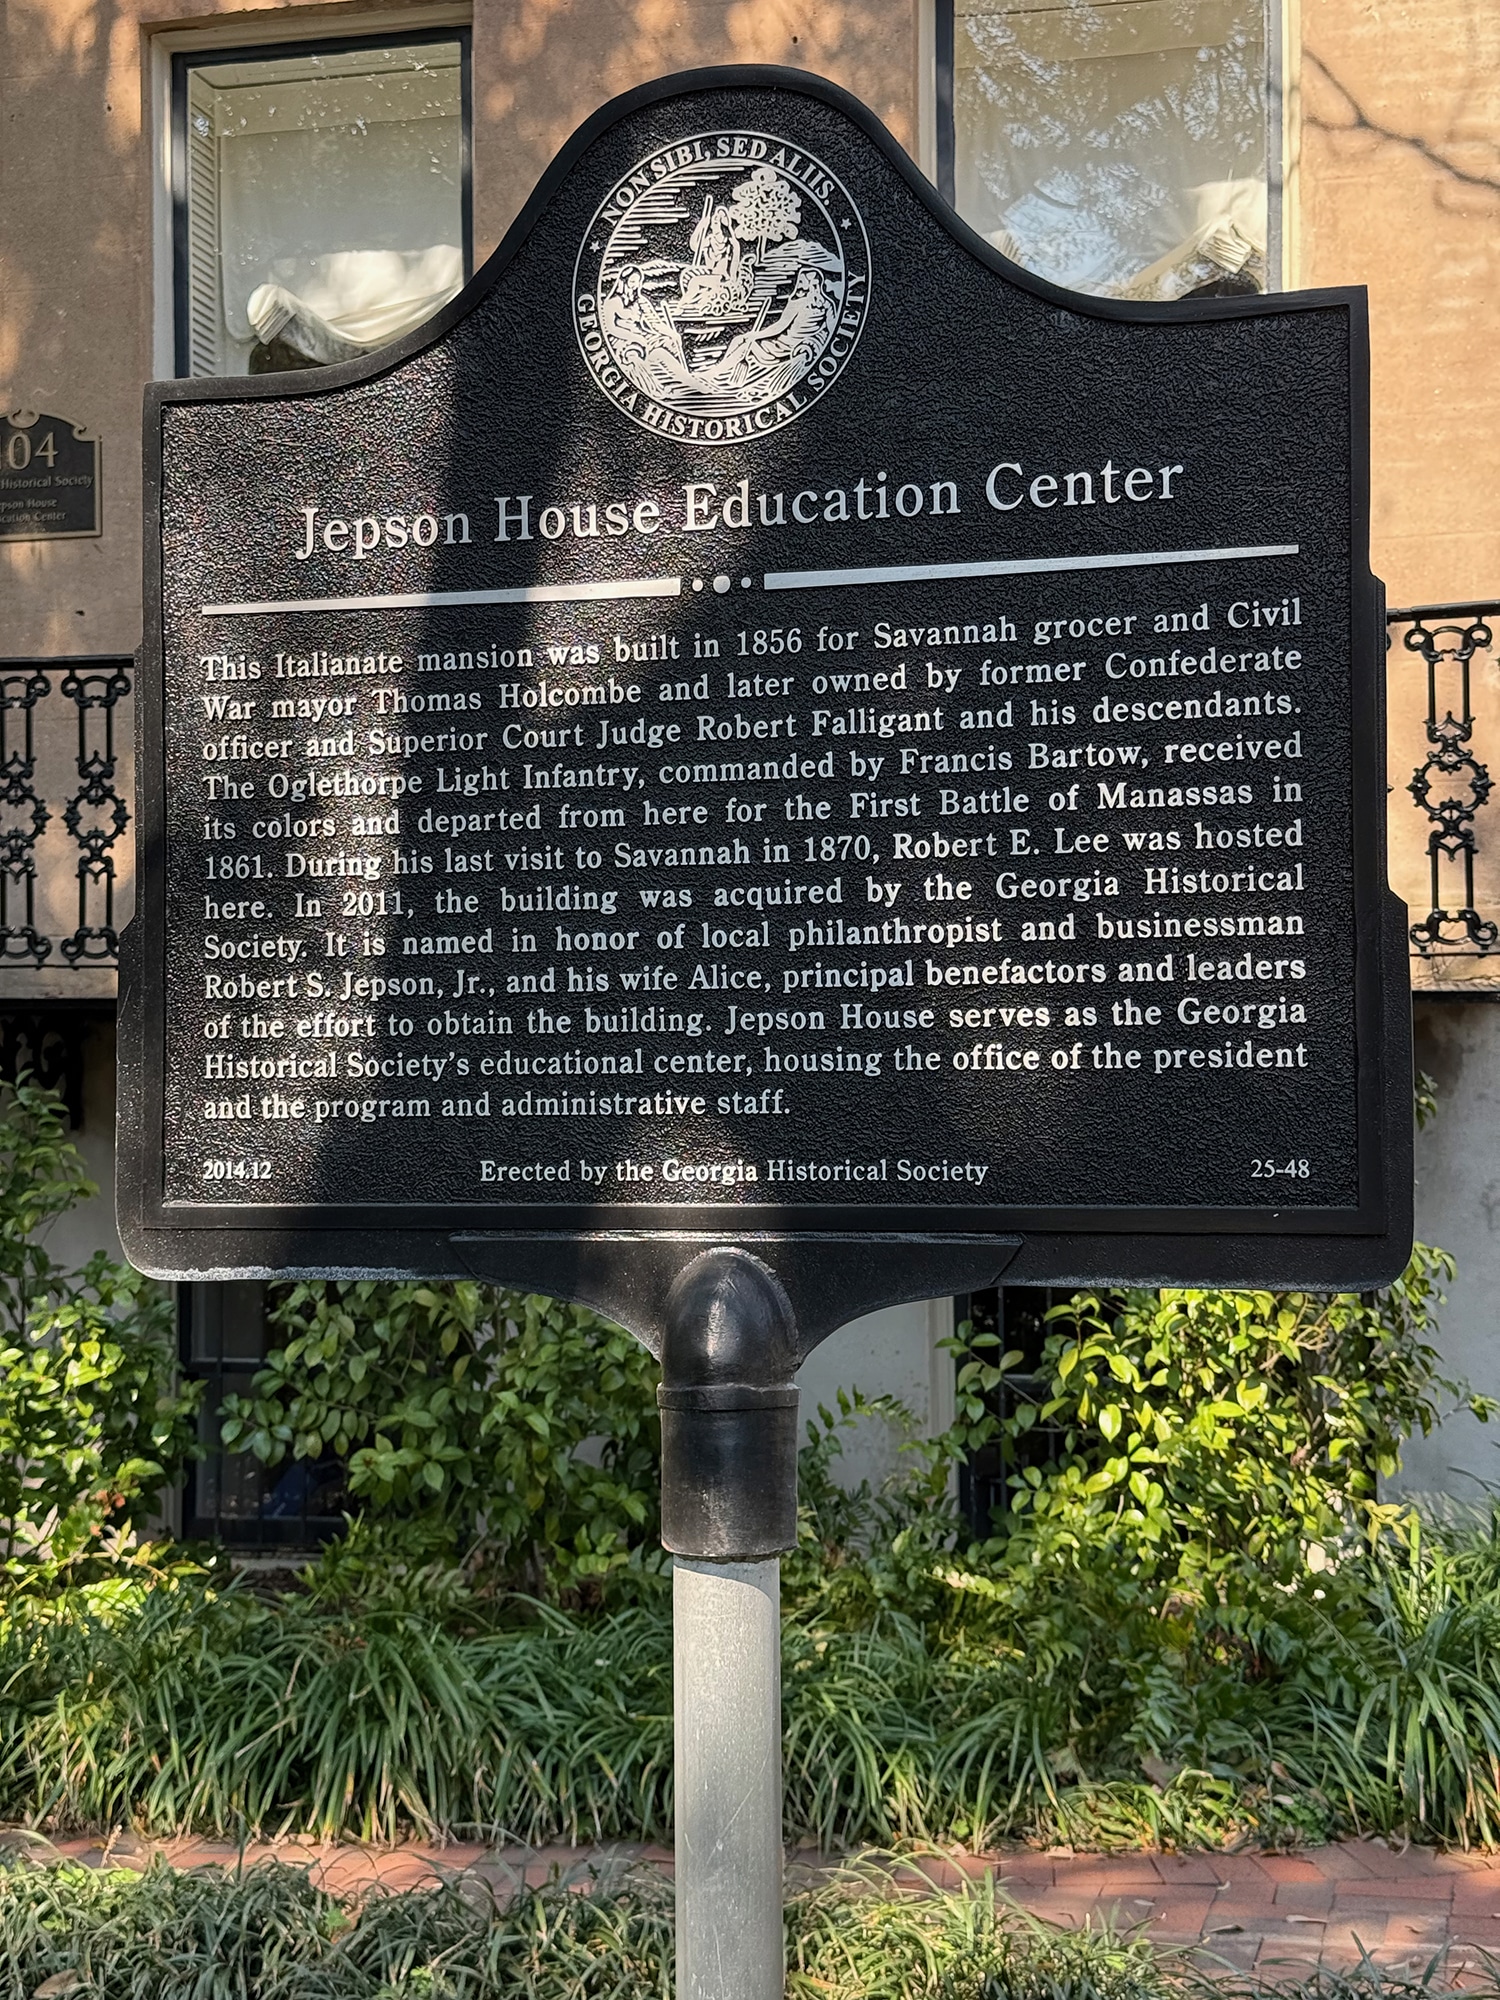 NON SIBI, SED ALIIS.
GEORGIA HISTORICAL SOCIETY
Jepson House Education Center
This Italianate mansion was built in 1856 for Savannah grocer and Civil
War mayor Thomas Holcombe and later owned by former Confederate
officer and Superior Court Judge Robert Falligant and his descendants.
The Oglethorpe Light Infantry, commanded by Francis Bartow, received
its colors and departed from here for the First Battle of Manassas in
1861. During his last visit to Savannah in 1870, Robert E. Lee was hosted
here. In 2011, the building was acquired by the Georgia Historical
Society. It is named in honor of local philanthropist and businessman
Robert S. Jepson, Jr., and his wife Alice, principal benefactors and leaders
of the effort to obtain the building. Jepson House serves as the Georgia
Historical Society's educational center, housing the office of the president
and the program and administrative staff.
2014.12 Erected by the Georgia Historical Society 25-48
04
Historical Society
House
Center